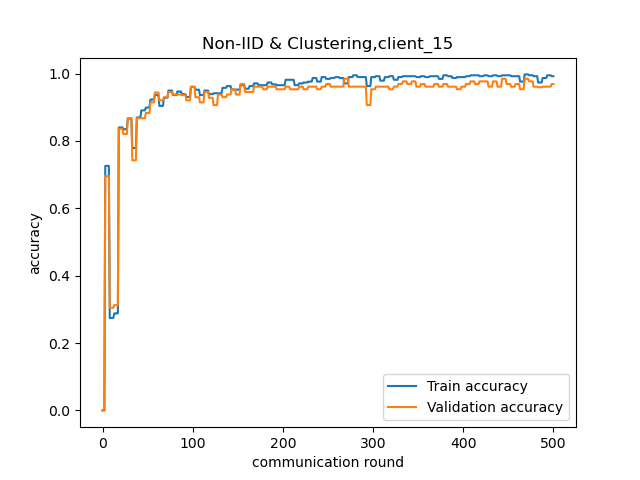 Non-IID & Clustering,client_15
accuracy
1.0
0.8
0.6
0.4
0.2
0.0
0
100
200
300
400
500
communication round
Train accuracy
Validation accuracy